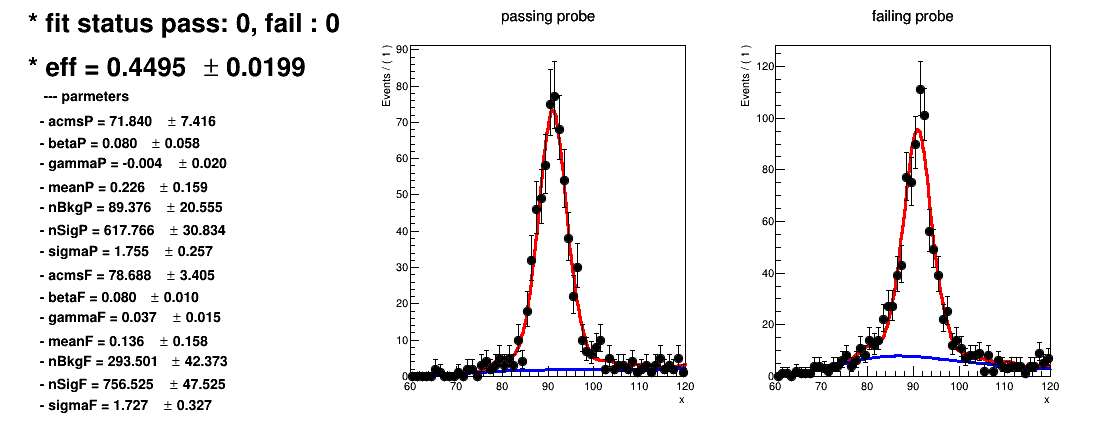 * fit status pass: 0, fail : 0
* eff = 0.4495 ± 0.0199
--- parmeters
- acmsP = 71.840 ± 7.416
- betaP = 0.080 ± 0.058
- gammaP = -0.004 ± 0.020
- meanP = 0.226 ± 0.159
- nBkgP = 89.376 ± 20.555
- nSigP = 617.766 ± 30.834
- sigmaP = 1.755 ± 0.257
- acmsF = 78.688 ± 3.405
- betaF = 0.080 ± 0.010
- gammaF = 0.037 ± 0.015
- meanF = 0.136 ± 0.158
- nBkgF = 293.501 ± 42.373
- nSigF = 756.525 ± 47.525
- sigmaF = 1.727 ± 0.327
passing probe
Events / ( 1 )
90
80
70
60
50
40
30
20
10
0
60 70 80 90 100 110 120
x
failing probe
Events / ( 1 )
120
100
80
60
40
20
0
60 70 80 90 100 110 120
x